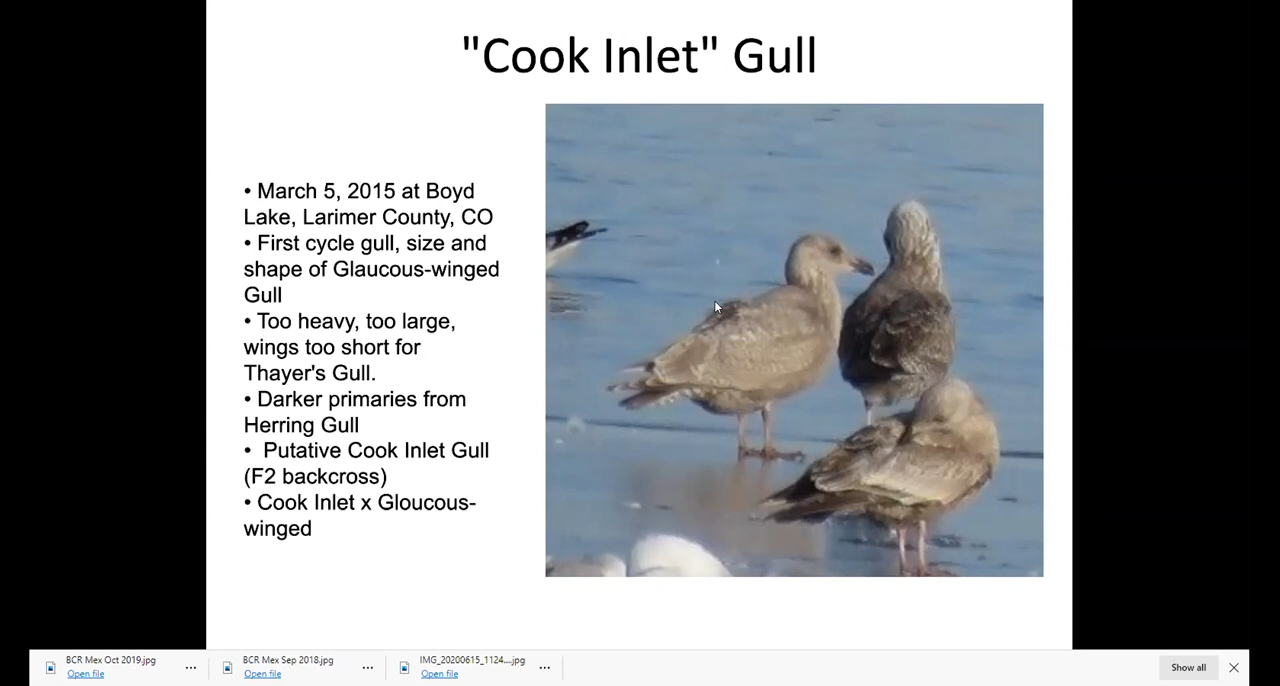 "Cook Inlet" Gull
• March 5, 2015 at Boyd
Lake, Larimer County, CO
• First cycle gull, size and
shape of Glaucous-winged
Gull
• Too heavy, too large,
wings too short for
Thayer's Gull.
• Darker primaries from
Herring Gull
• Putative Cook Inlet Gull
(F2 backcross)
• Cook Inlet x Gloucous-
winged
BCR Mex Oct 2019.jpg
Open file
...
BCR Mex Sep 2018.jpg
Open file
...
IMG_20200615_1124....jpg
Open file
...
Show all